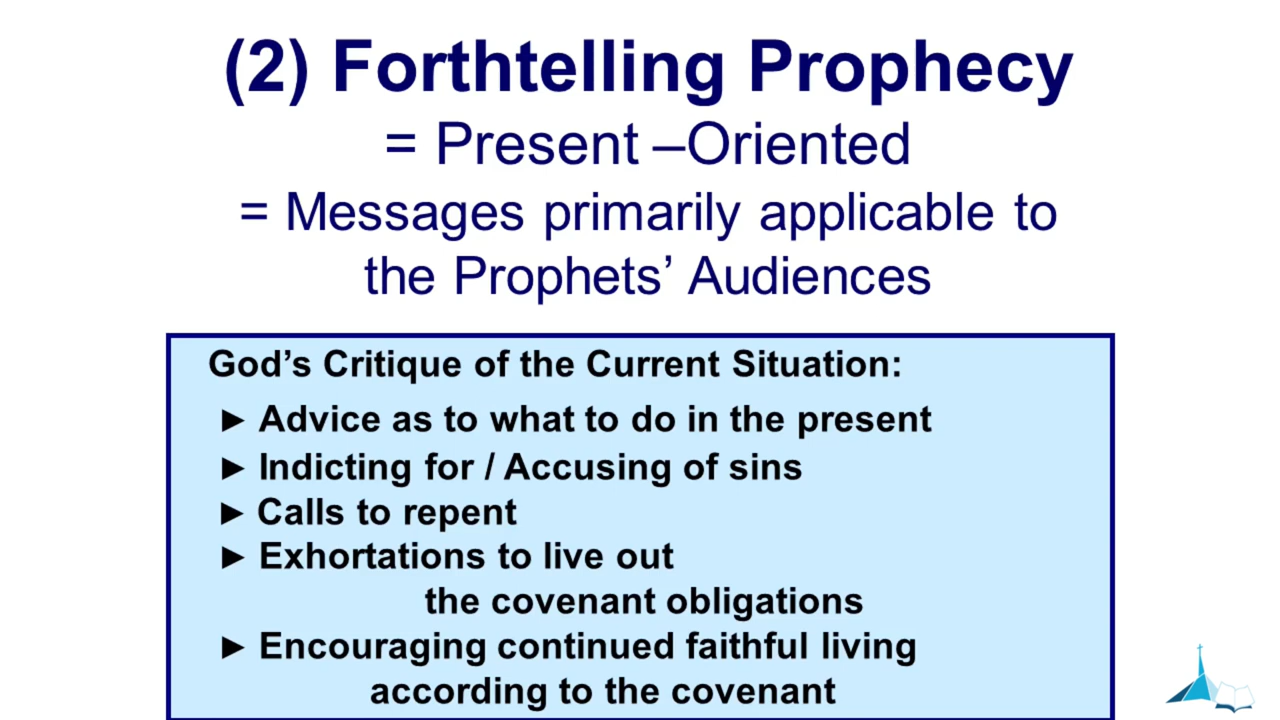 (2) Forthtelling Prophecy
= Present –Oriented
= Messages primarily applicable to
the Prophets’ Audiences
God’s Critique of the Current Situation:
► Advice as to what to do in the present
► Indicting for / Accusing of sins
► Calls to repent
► Exhortations to live out
the covenant obligations
► Encouraging continued faithful living
according to the covenant